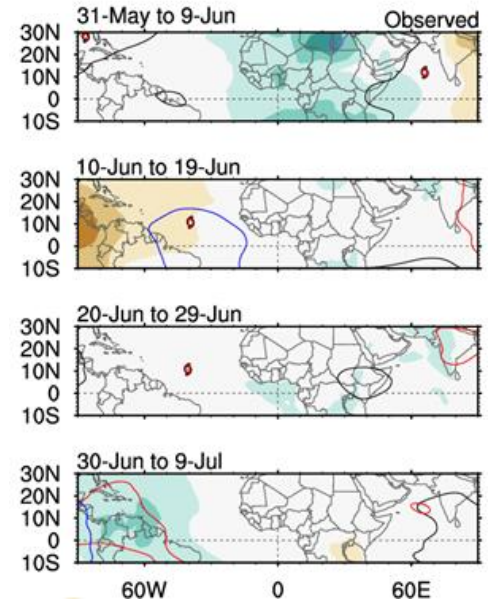 31-May to 9-Jun Observed
30N
20N
10N
0
10S
10-Jun to 19-Jun
30N
20N
10N
0
10S
20-Jun to 29-Jun
30N
20N
10N
0
10S
30-Jun to 9-Jul
30N
20N
10N
0
10S
60W 0 60E